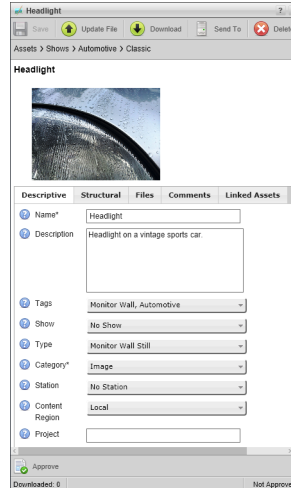 Headlight ?
Save Update File Download Send To Delete
Assets > Shows > Automotive > Classic
Headlight
Descriptive Structural Files Comments Linked Assets
? Name* Headlight
? Description Headlight on a vintage sports car.
? Tags Monitor Wall, Automotive
? Show No Show
? Type Monitor Wall Still
? Category* Image
? Station No Station
? Content Local
Region
? Project
Approve
Downloaded: 0 Not Approve